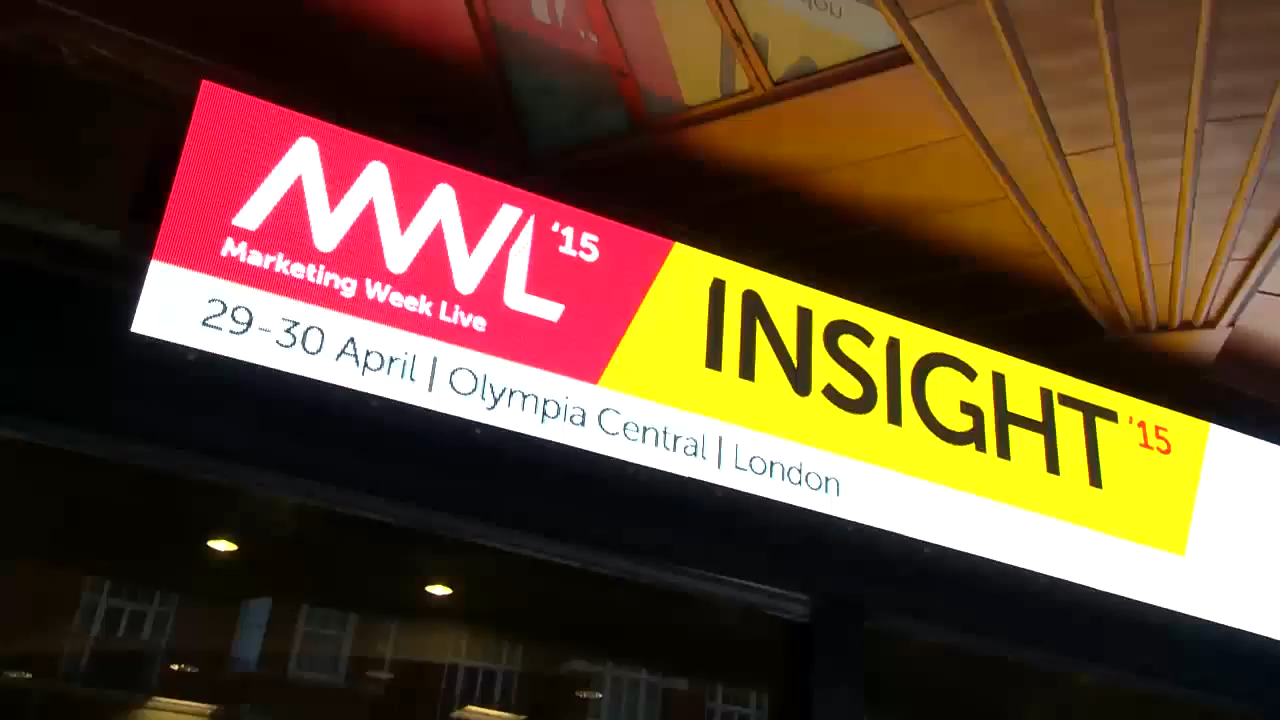 MWL '15
Marketing Week Live
INSIGHT '15
29-30 April | Olympia Central | London